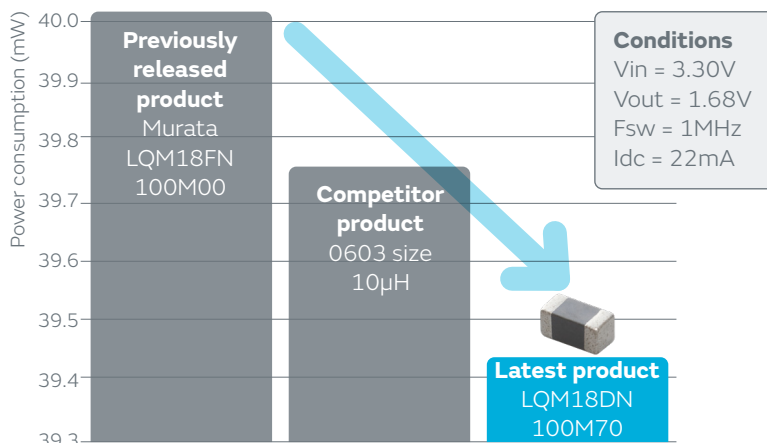 Power consumption (mW)
40.0
39.9
39.8
39.7
39.6
39.5
39.4
39.3
Previously
released
product
Murata
LQM18FN
100M00
Competitor
product
0603 size
10µH
Latest product
LQM18DN
100M70
Conditions
Vin = 3.30V
Vout = 1.68V
Fsw = 1MHz
Idc = 22mA